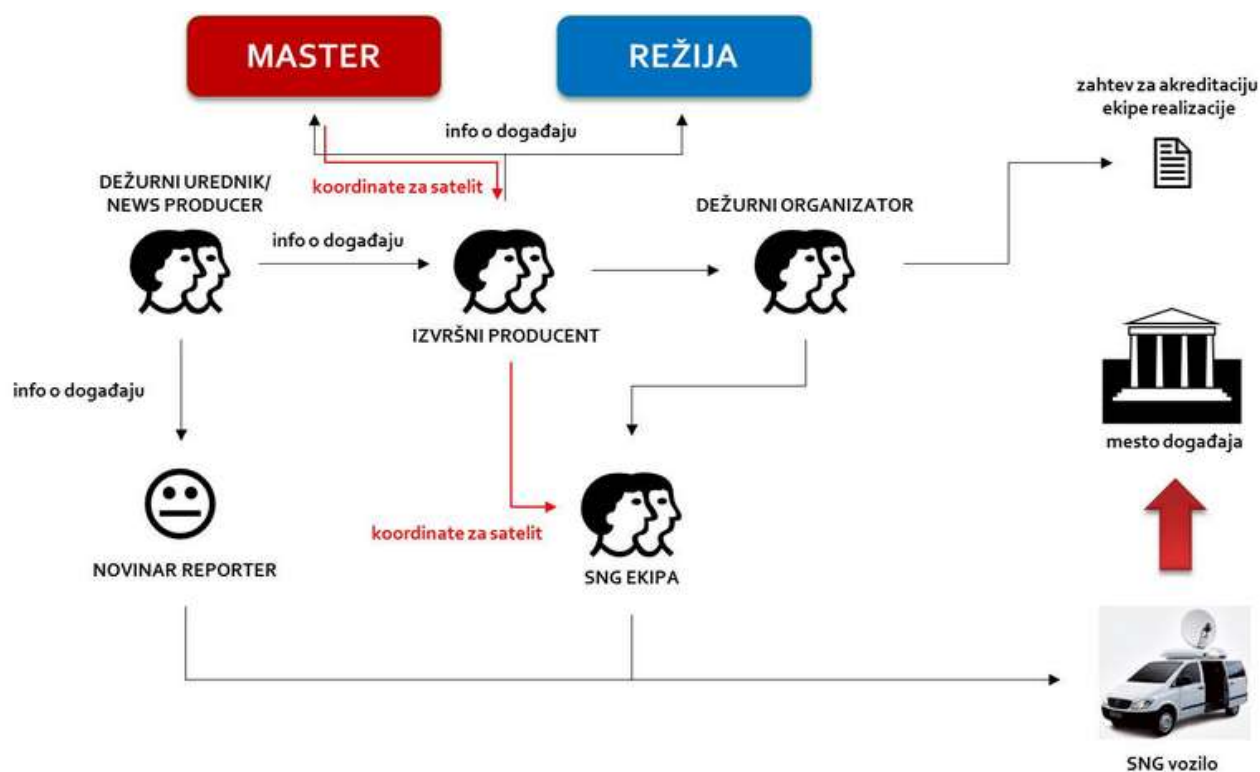 MASTER
REŽIJA
zahtev za akreditaciju
ekipe realizacije
info o događaju
koordinate za satelit
DEŽURNI UREDNIK/
NEWS PRODUCER
DEŽURNI ORGANIZATOR
info o događaju
IZVRŠNI PRODUCENT
info o događaju
mesto događaja
koordinate za satelit
NOVINAR REPORTER
SNG EKIPA
SNG vozilo